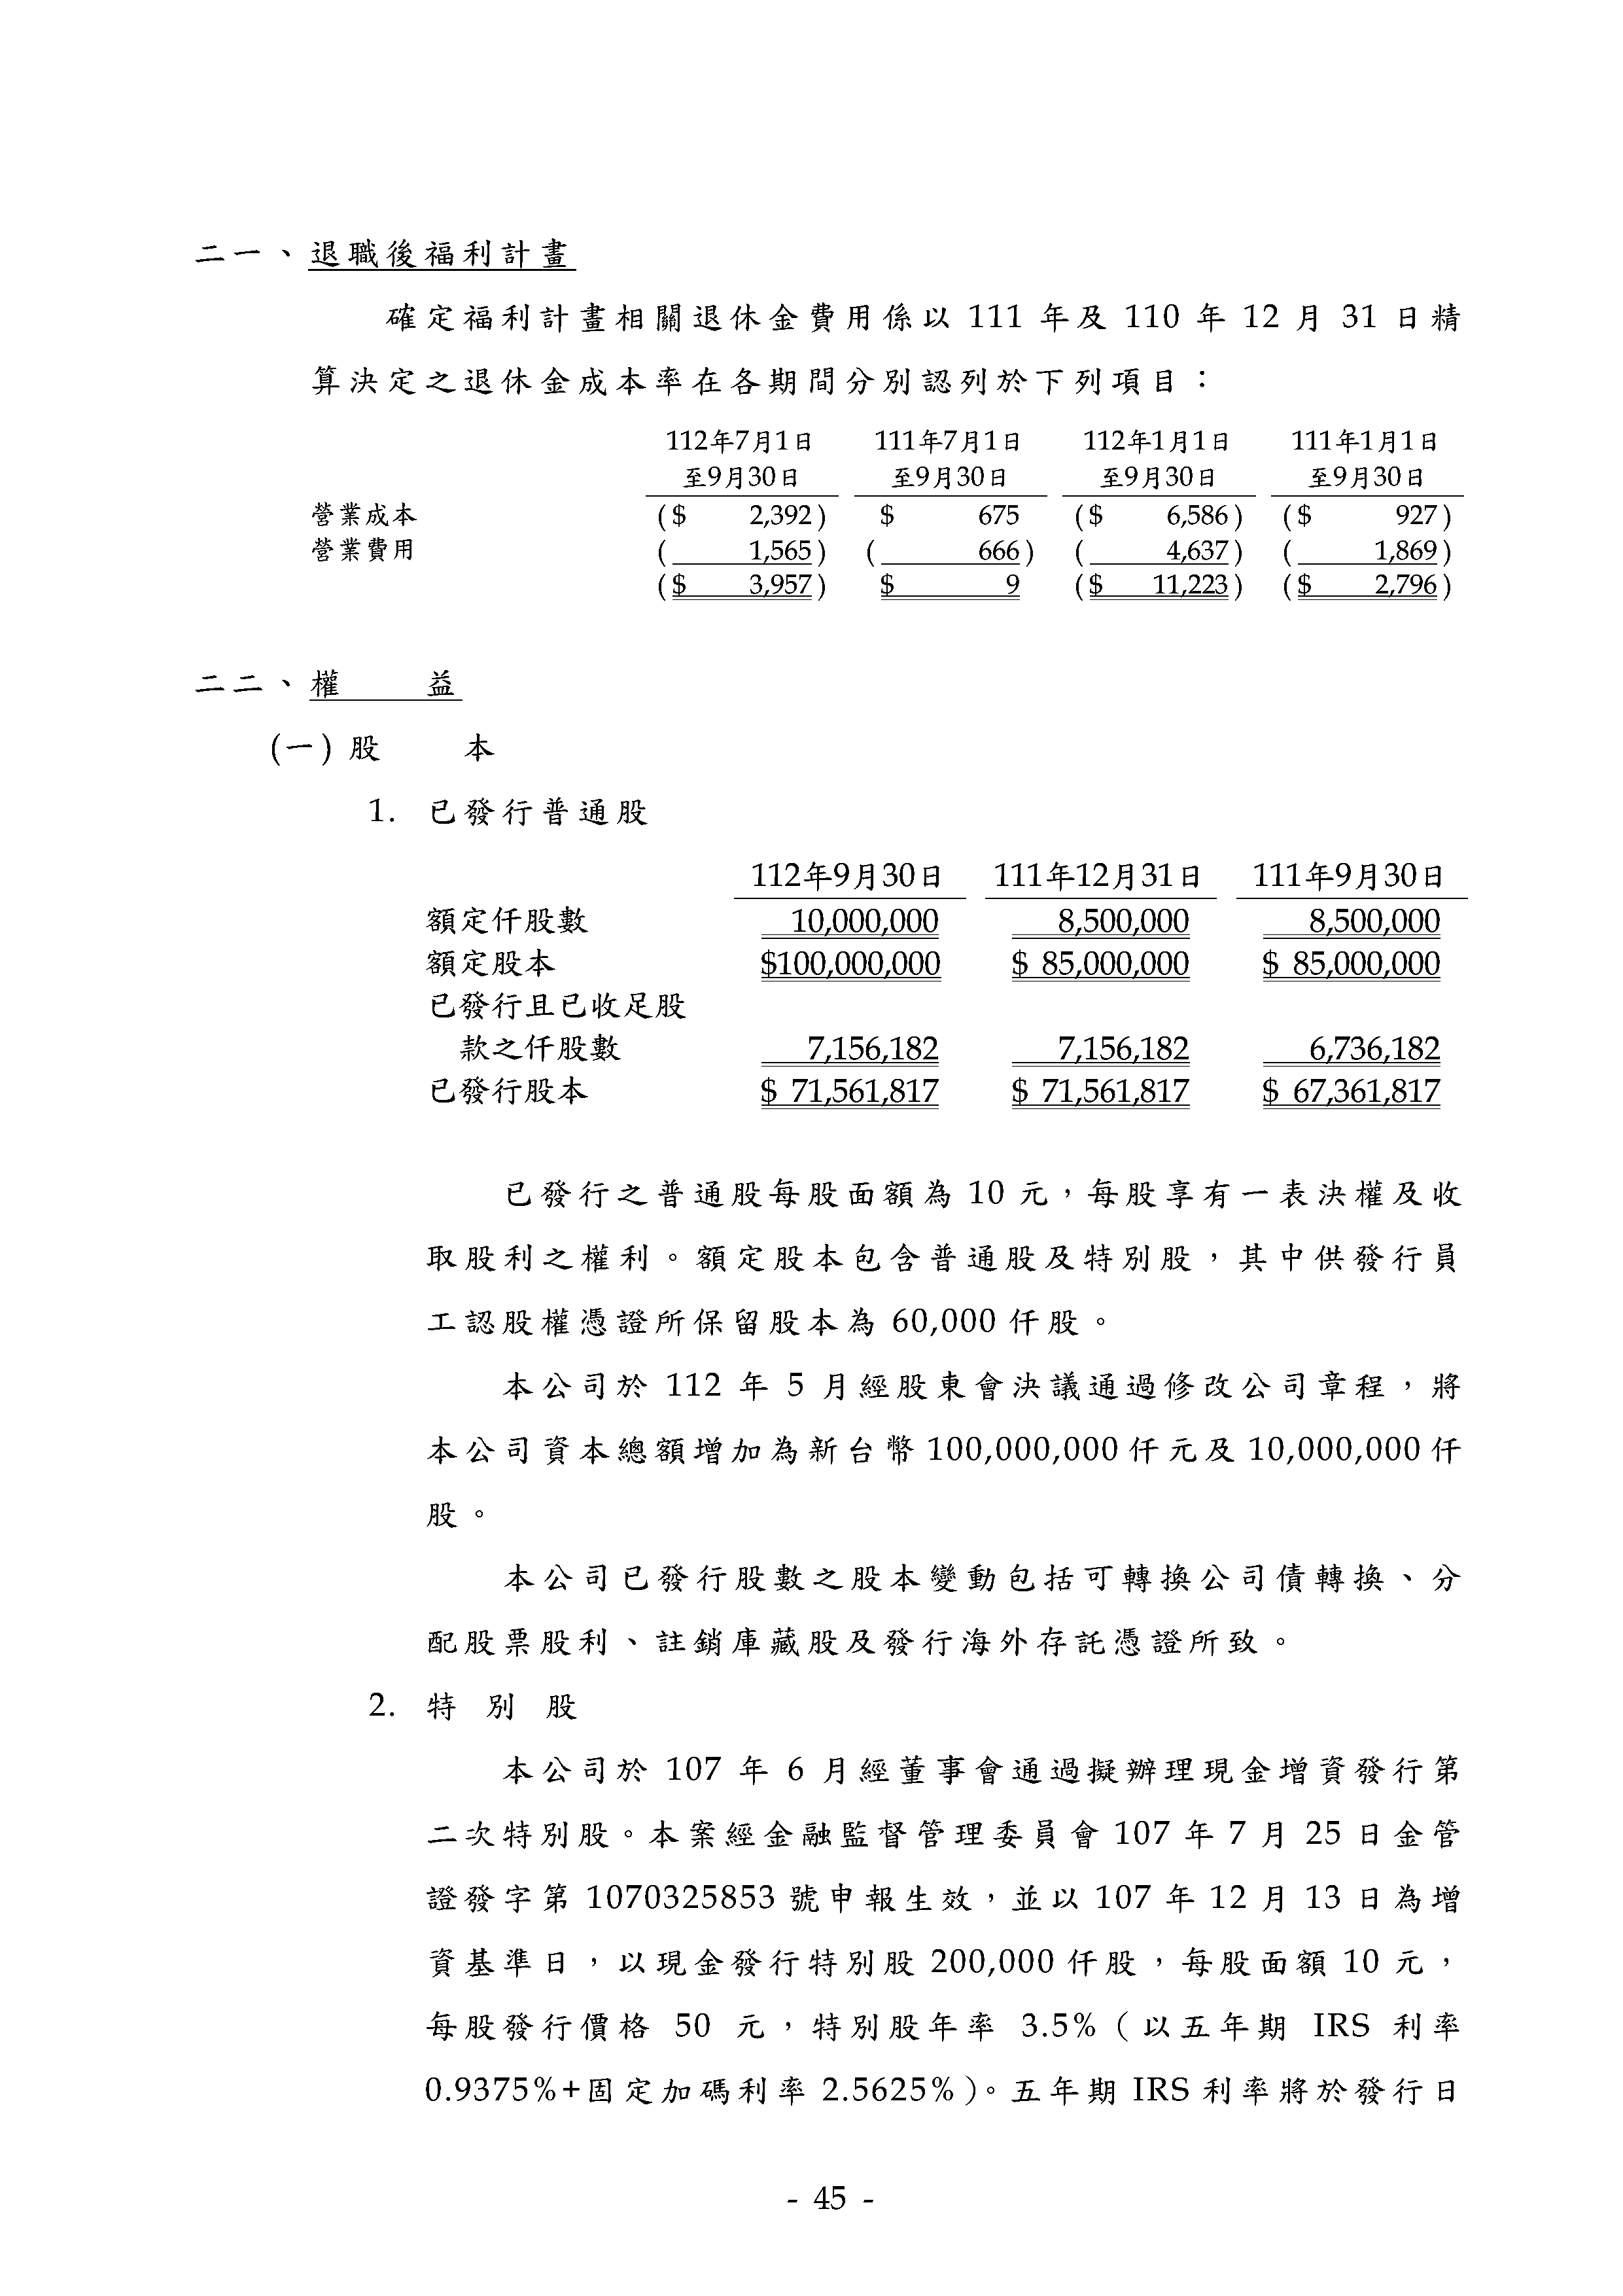 二一、退職後福利計畫
確定福利計畫相關退休金費用係以 111 年及 110 年 12 月 31 日精
算決定之退休金成本率在各期間分別認列於下列項目：
112年7月1日 111年7月1日 112年1月1日 111年1月1日
至9月30日 至9月30日 至9月30日 至9月30日
營業成本 ($ 2,392) $ 675 ($ 6,586) ($ 927)
營業費用 ( 1,565) ( 666) ( 4,637) ( 1,869)
($ 3,957) $ 9 ($ 11,223) ($ 2,796)
二二、權 益
(一) 股 本
1. 已發行普通股
112年9月30日 111年12月31日 111年9月30日
額定仟股數 10,000,000 8,500,000 8,500,000
額定股本 $100,000,000 $ 85,000,000 $ 85,000,000
已發行且已收足股
款之仟股數 7,156,182 7,156,182 6,736,182
已發行股本 $ 71,561,817 $ 71,561,817 $ 67,361,817
已發行之普通股每股面額為 10 元，每股享有一表決權及收
取股利之權利。額定股本包含普通股及特別股，其中供發行員
工認股權憑證所保留股本為 60,000 仟股。
本公司於 112 年 5 月經股東會決議通過修改公司章程，將
本公司資本總額增加為新台幣 100,000,000 仟元及 10,000,000 仟
股。
本公司已發行股數之股本變動包括可轉換公司債轉換、分
配股票股利、註銷庫藏股及發行海外存託憑證所致。
2. 特 別 股
本公司於 107 年 6 月經董事會通過擬辦理現金增資發行第
二次特別股。本案經金融監督管理委員會 107 年 7 月 25 日金管
證發字第 1070325853 號申報生效，並以 107 年 12 月 13 日為增
資基準日，以現金發行特別股 200,000 仟股，每股面額 10 元，
每股發行價格 50 元，特別股年率 3.5%（以五年期 IRS 利率
0.9375%+固定加碼利率 2.5625%）。五年期 IRS 利率將於發行日
- 45 -